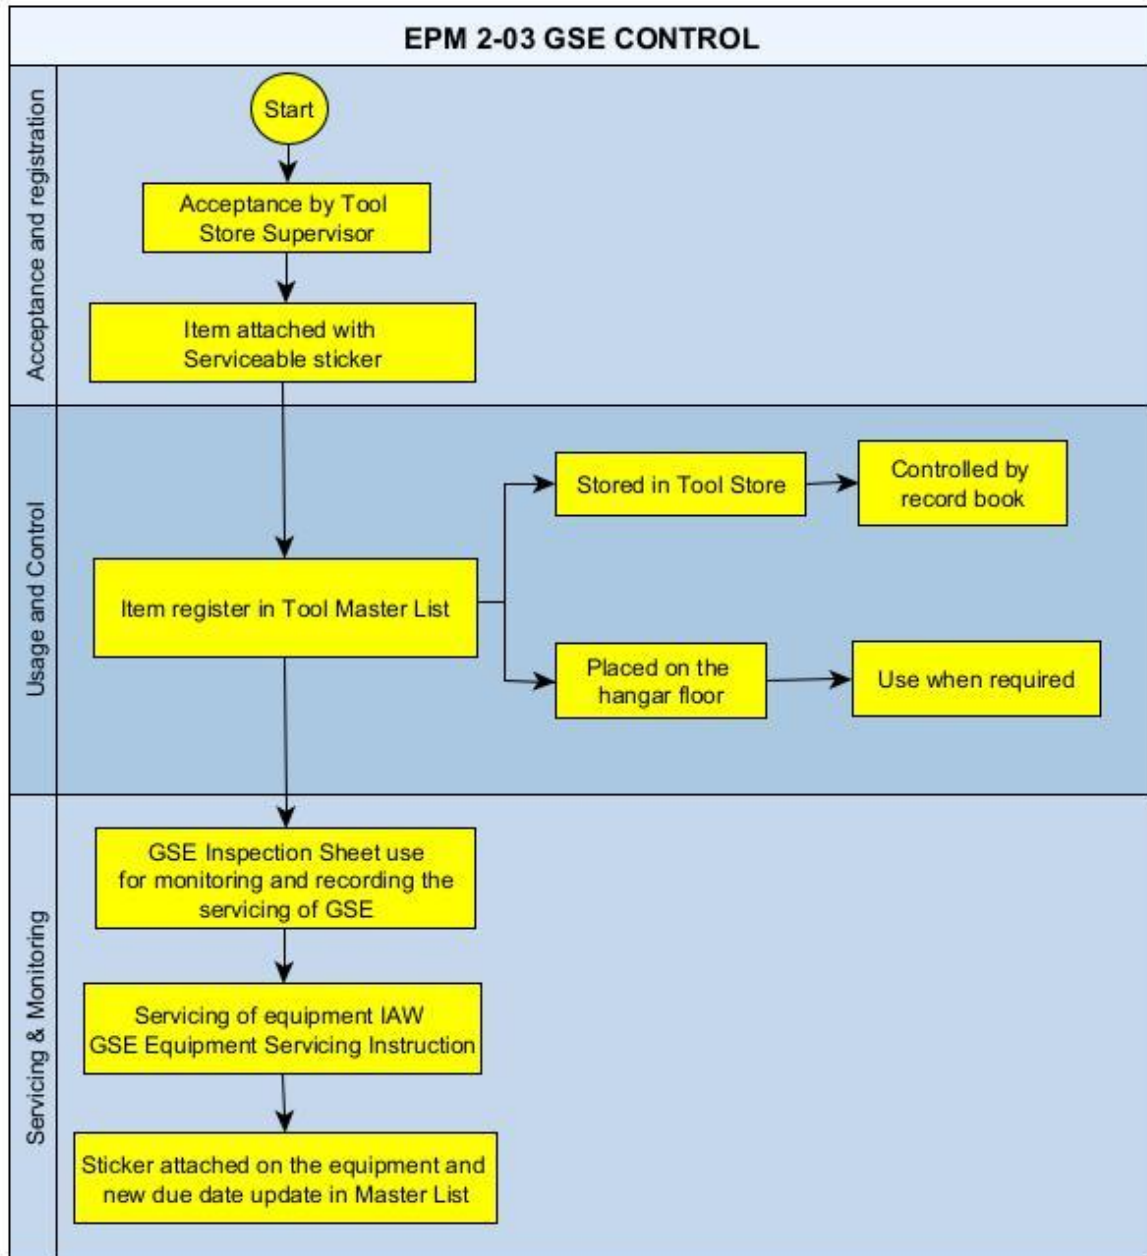 EPM 2-03 GSE CONTROL
Acceptance and registration
Start
Acceptance by Tool
Store Supervisor
Item attached with
Serviceable sticker
Usage and Control
Item register in Tool Master List
Stored in Tool Store
Controlled by
record book
Placed on the
hangar floor
Use when required
Servicing & Monitoring
GSE Inspection Sheet use
for monitoring and recording the
servicing of GSE
Servicing of equipment IAW
GSE Equipment Servicing Instruction
Sticker attached on the equipment and
new due date update in Master List